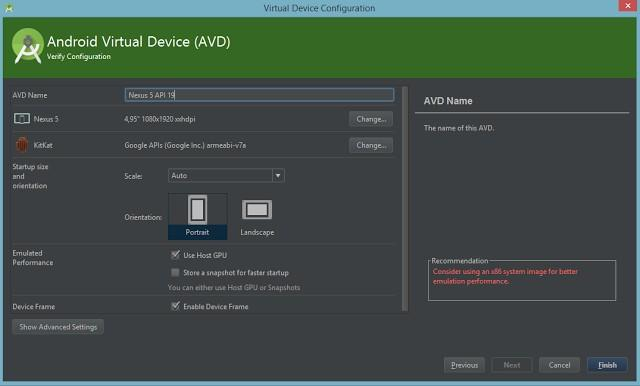 Virtual Device Configuration
Android Virtual Device (AVD)
Verify Configuration
AVD Name
Nexus 5 API 19
Nexus 5
4,95" 1080x1920 xxhdpi
Change...
KitKat
Google APIs (Google Inc.) armeabi-v7a
Change...
Startup size
and
orientation
Scale:
Auto
Orientation:
Portrait
Landscape
Emulated
Performance
Use Host GPU
Store a snapshot for faster startup
You can either use Host GPU or Snapshots
Device Frame
Enable Device Frame
Show Advanced Settings
AVD Name
The name of this AVD.
Recommendation
Consider using an x86 system image for better
emulation performance.
Previous
Next
Cancel
Finish